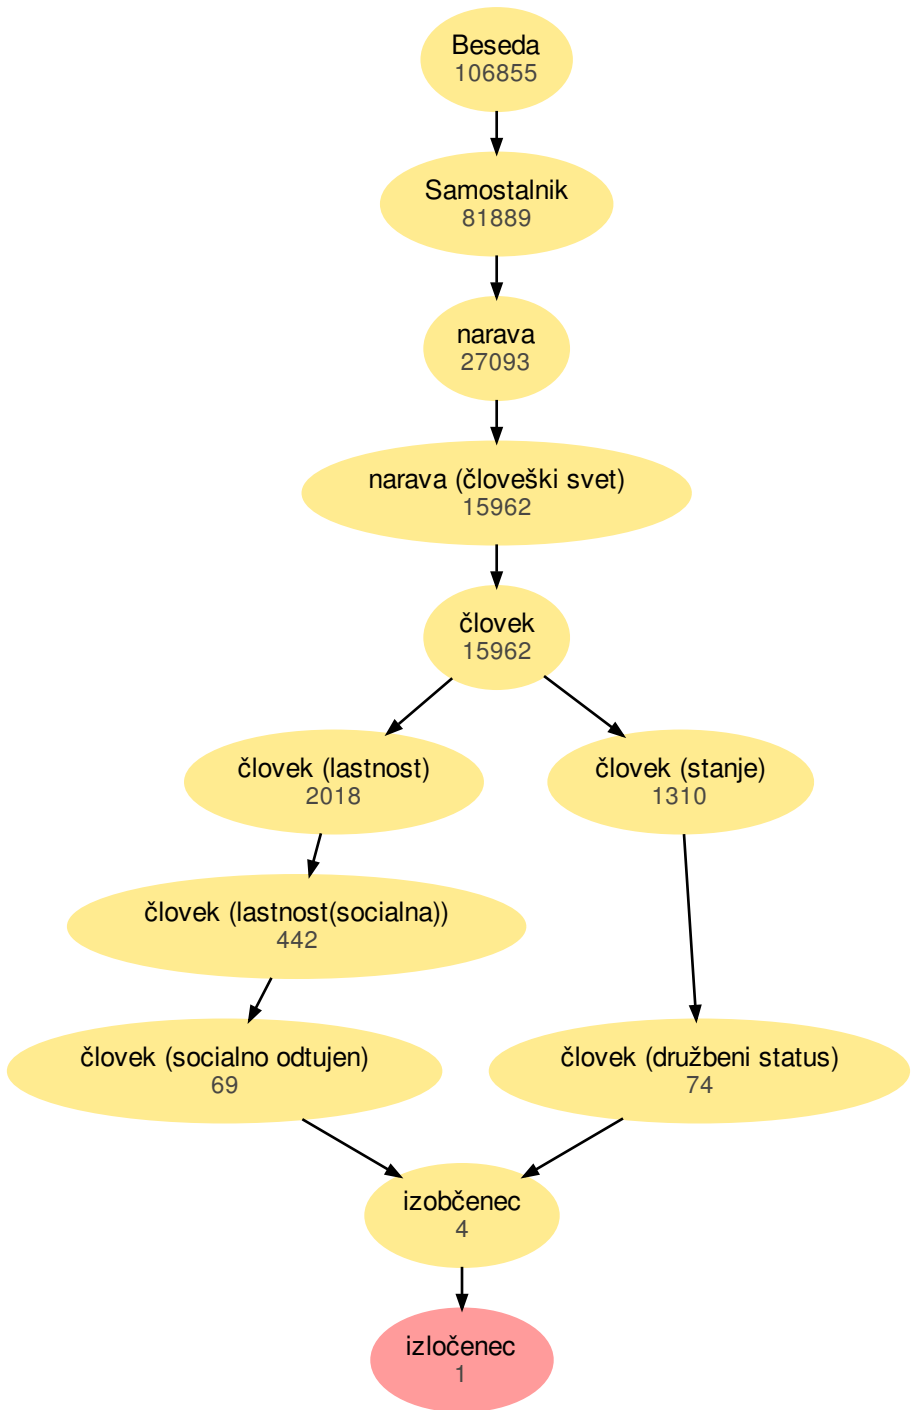 Beseda
106855
Samostalnik
81889
narava
27093
narava (človeški svet)
15962
človek
15962
človek (lastnost)
2018
človek (stanje)
1310
človek (lastnost(socialna))
442
človek (socialno odtujen)
69
človek (družbeni status)
74
izobčenec
4
izločenec
1